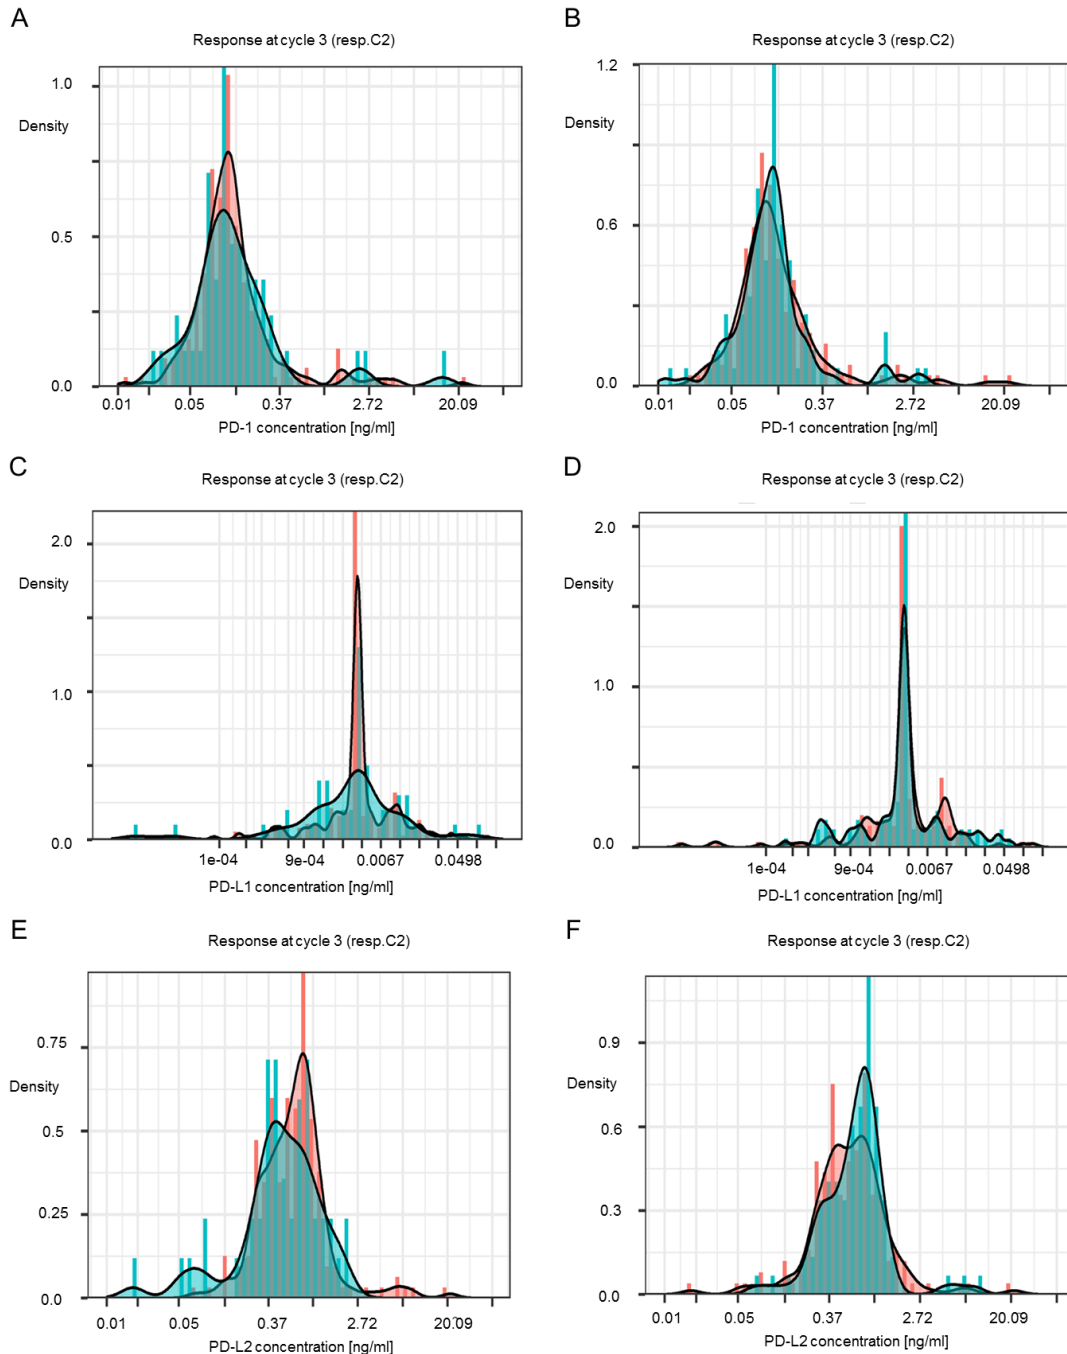 A
Response at cycle 3 (resp.C2)
1.0
Density
0.5
0.0
0.01 0.05 0.37 2.72 20.09
PD-1 concentration [ng/ml]
B
Response at cycle 3 (resp.C2)
1.2
Density
0.6
0.0
0.01 0.05 0.37 2.72 20.09
PD-1 concentration [ng/ml]
C
Response at cycle 3 (resp.C2)
2.0
Density
1.0
0.0
1e-04 9e-04 0.0067 0.0498
PD-L1 concentration [ng/ml]
D
Response at cycle 3 (resp.C2)
2.0
Density
1.0
0.0
1e-04 9e-04 0.0067 0.0498
PD-L1 concentration [ng/ml]
E
Response at cycle 3 (resp.C2)
0.75
Density
0.5
0.25
0.0
0.01 0.05 0.37 2.72 20.09
PD-L2 concentration [ng/ml]
F
Response at cycle 3 (resp.C2)
0.9
Density
0.6
0.3
0.0
0.01 0.05 0.37 2.72 20.09
PD-L2 concentration [ng/ml]